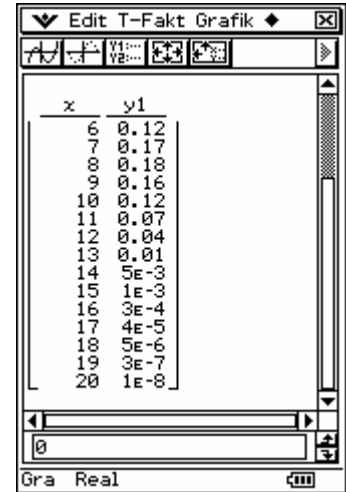 Edit T-Fakt Grafik ◆
Y1:
Y2:
x y1
6 0.12
7 0.17
8 0.18
9 0.16
10 0.12
11 0.07
12 0.04
13 0.01
14 5E-3
15 1E-3
16 3E-4
17 4E-5
18 5E-6
19 3E-7
20 1E-8
0
Gra Real